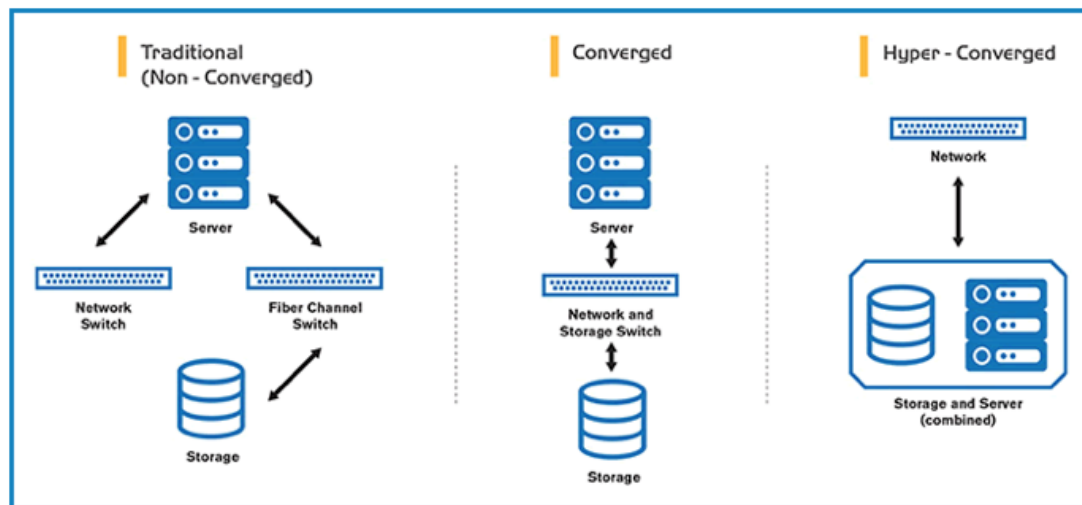 Traditional
(Non - Converged)
Server
Network
Switch
Fiber Channel
Switch
Storage
Converged
Server
Network and
Storage Switch
Storage
Hyper - Converged
Network
Storage and Server
(combined)